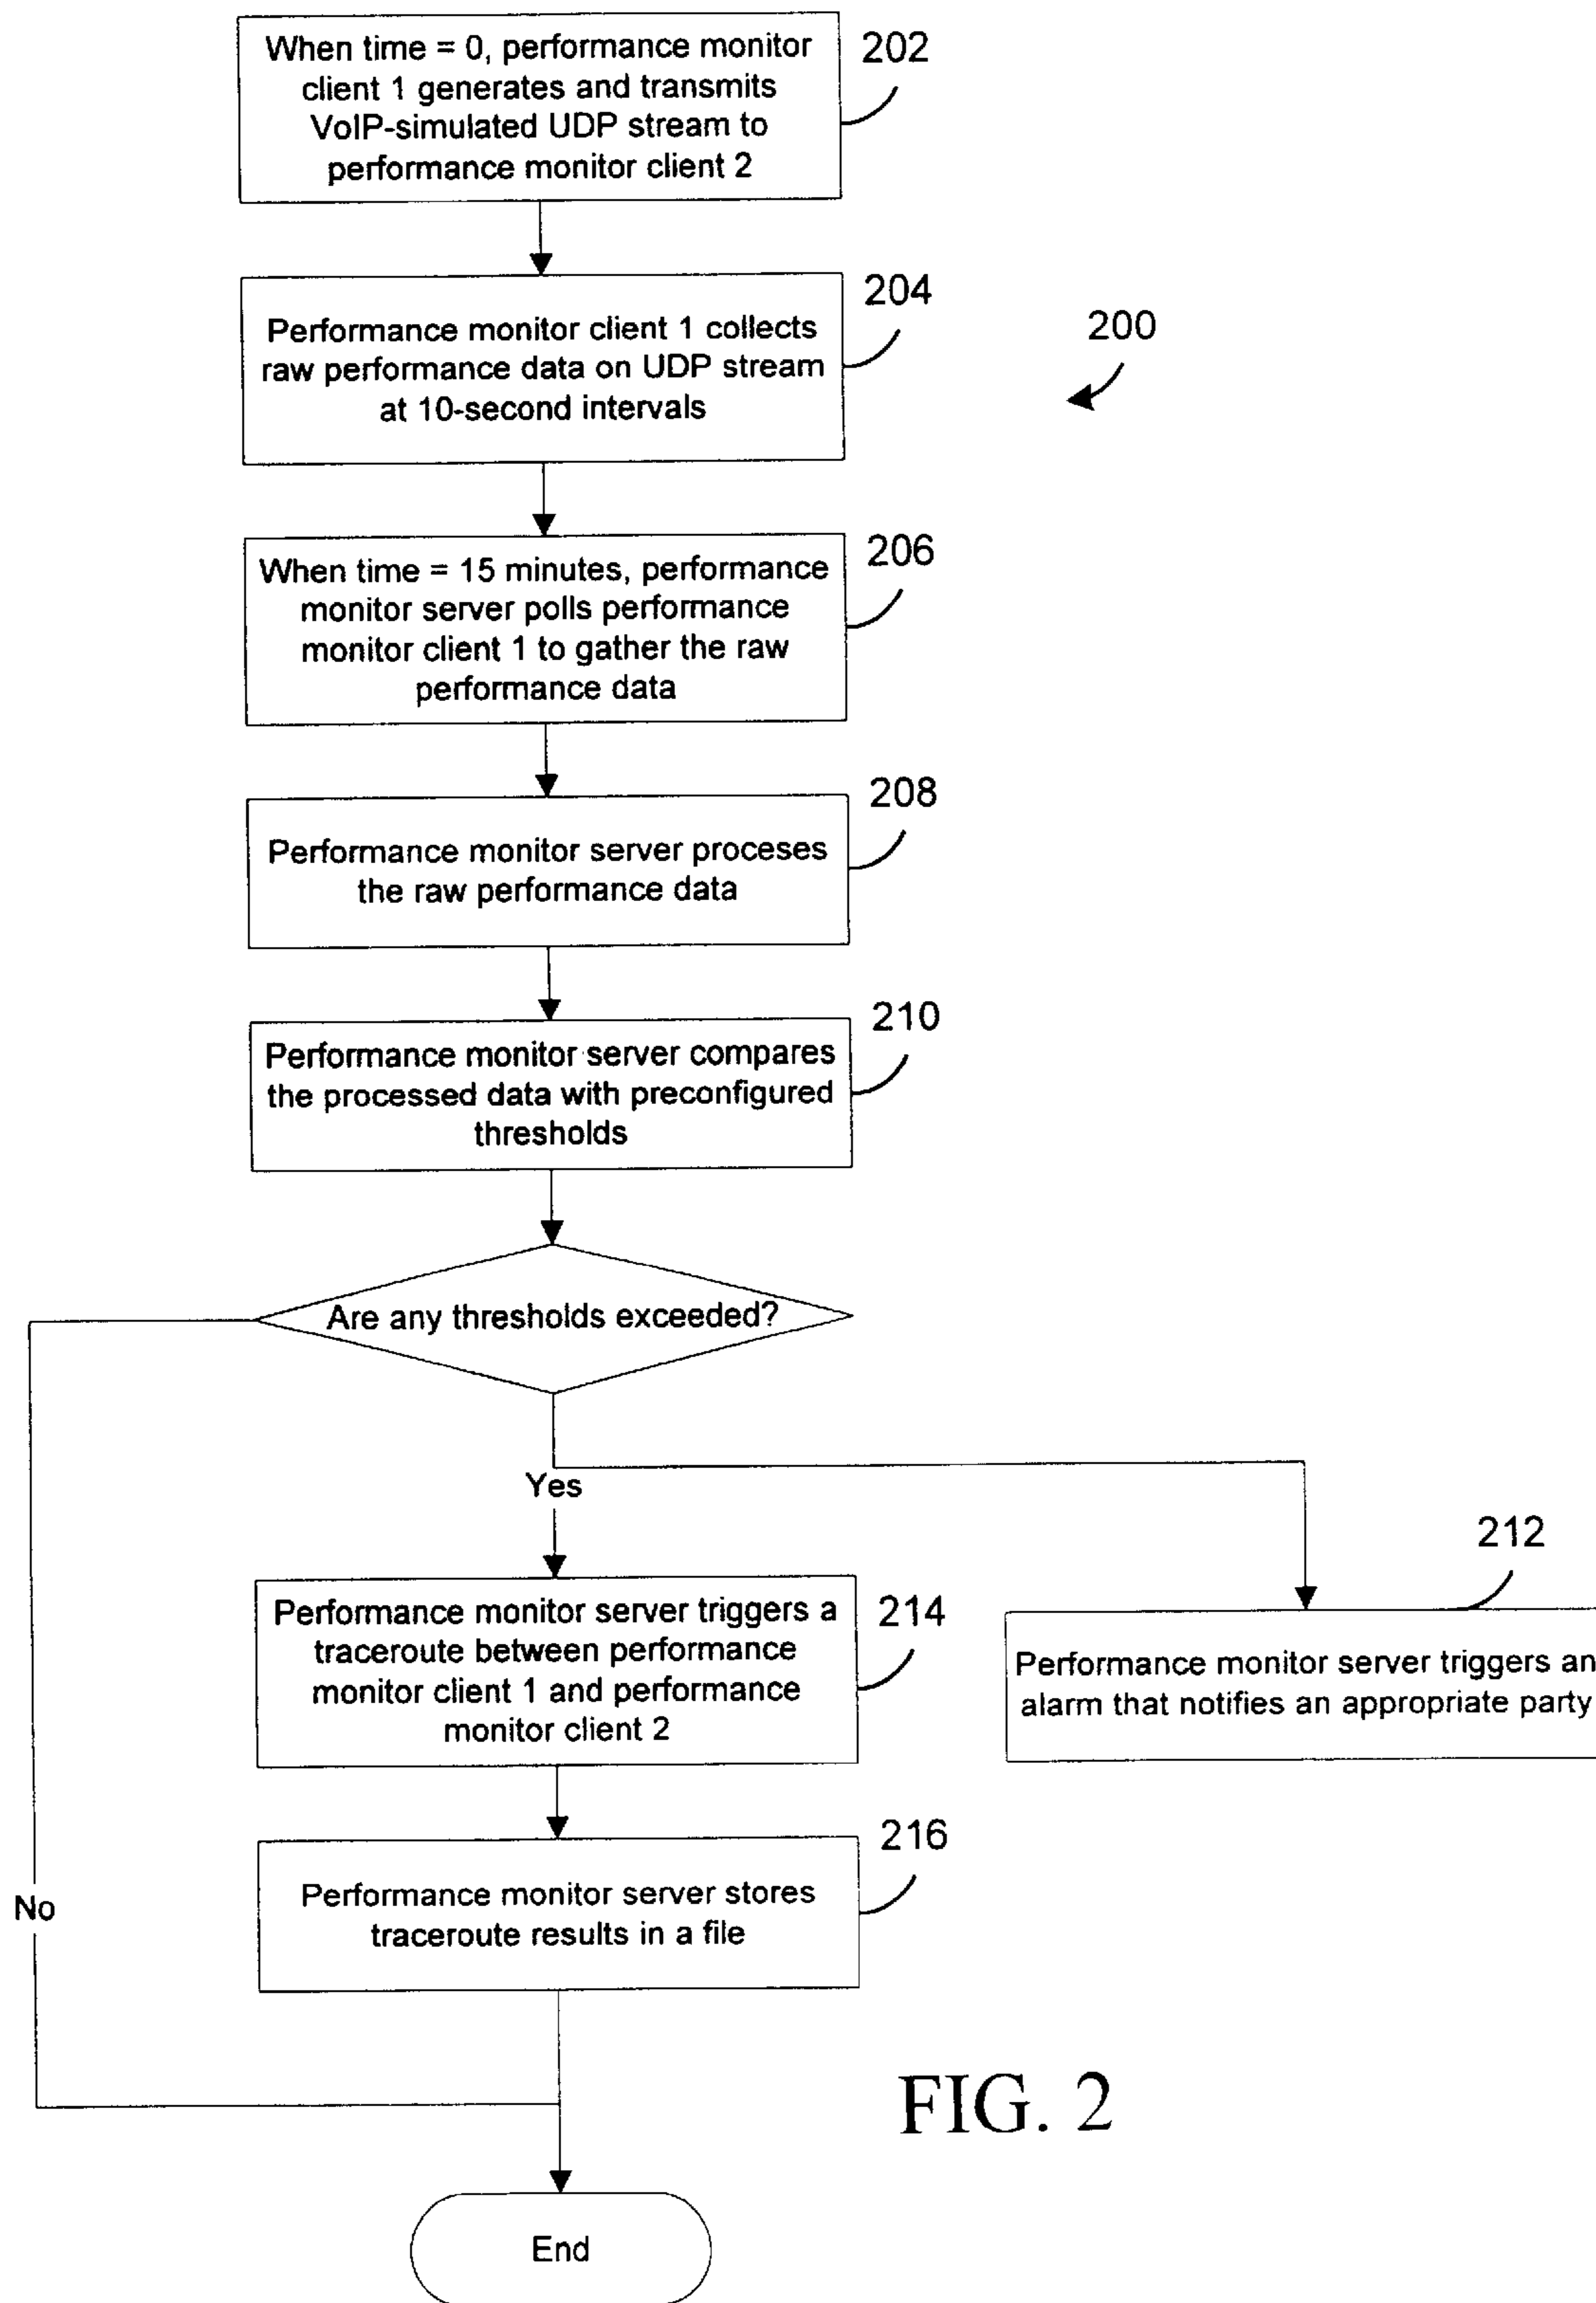 When time = 0, performance monitor
client 1 generates and transmits
VoIP-simulated UDP stream to
performance monitor client 2
202
Performance monitor client 1 collects
raw performance data on UDP stream
at 10-second intervals
204
200
When time = 15 minutes, performance
monitor server polls performance
monitor client 1 to gather the raw
performance data
206
Performance monitor server proceses
the raw performance data
208
Performance monitor server compares
the processed data with preconfigured
thresholds
210
Are any thresholds exceeded?
Yes
Performance monitor server triggers a
traceroute between performance
monitor client 1 and performance
monitor client 2
214
212
Performance monitor server triggers an
alarm that notifies an appropriate party
Performance monitor server stores
traceroute results in a file
216
No
FIG. 2
End